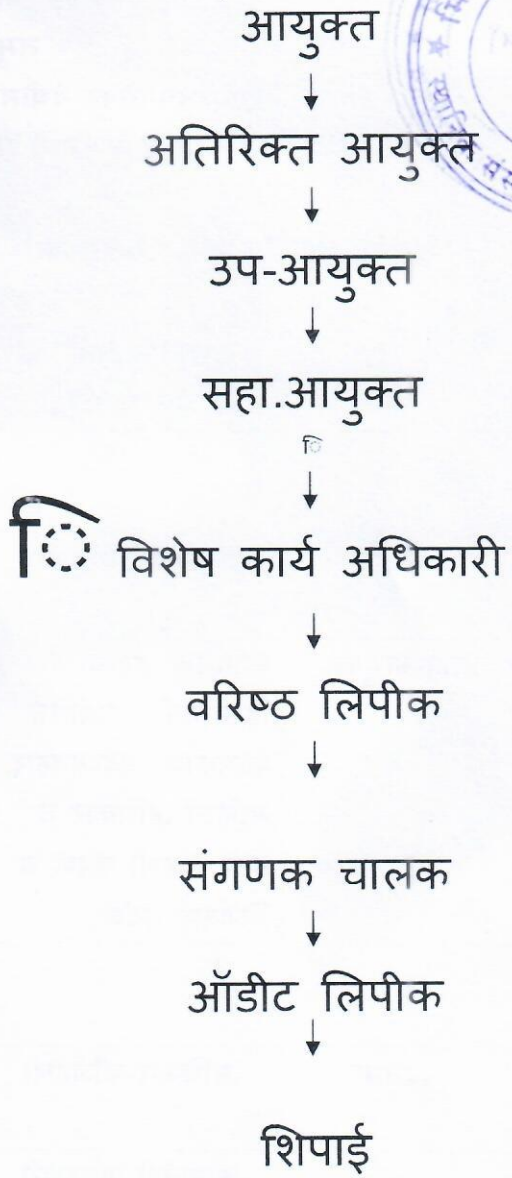 आयुक्त
अतिरिक्त आयुक्त
उप-आयुक्त
सहा.आयुक्त
ि
ि विशेष कार्य अधिकारी
वरिष्ठ लिपीक
संगणक चालक
ऑडीट लिपीक
शिपाई